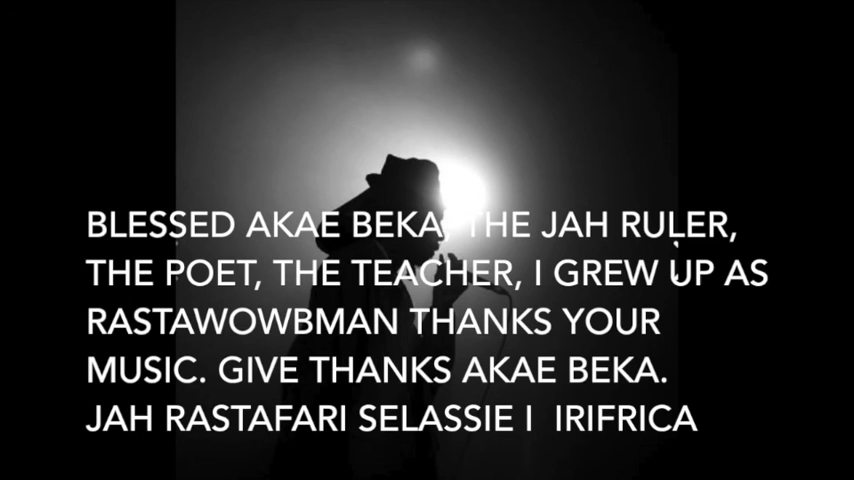 BLESSED AKAE BEKA, THE JAH RULER,
THE POET, THE TEACHER, I GREW UP AS
RASTAWOWBMAN THANKS YOUR
MUSIC. GIVE THANKS AKAE BEKA.
JAH RASTAFARI SELASSIE I  IRIFRICA